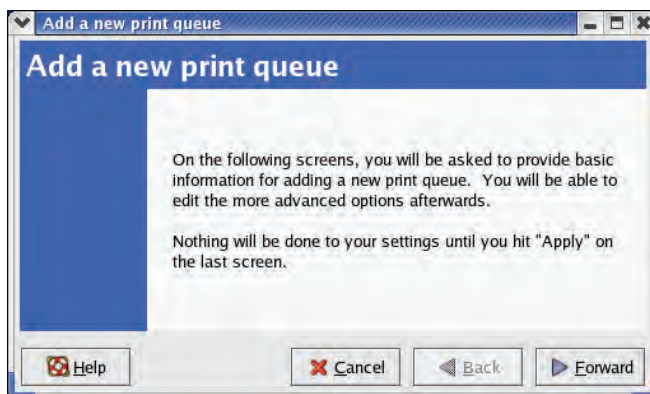 Add a new print queue
Add a new print queue
On the following screens, you will be asked to provide basic
information for adding a new print queue. You will be able to
edit the more advanced options afterwards.
Nothing will be done to your settings until you hit "Apply" on
the last screen.
Help
Cancel
Back
Forward